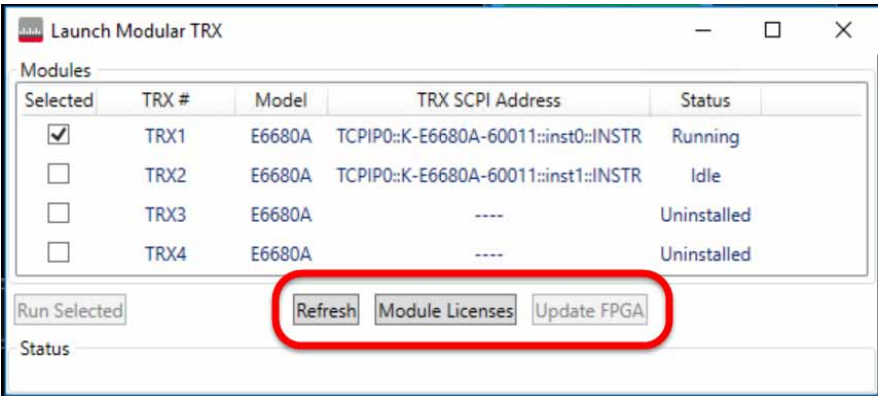 Launch Modular TRX
Modules
Selected TRX # Model TRX SCPI Address Status
TRX1 E6680A TCPIP0::K-E6680A-60011::inst0::INSTR Running
TRX2 E6680A TCPIP0::K-E6680A-60011::inst1::INSTR Idle
TRX3 E6680A ---- Uninstalled
TRX4 E6680A ---- Uninstalled
Run Selected Refresh Module Licenses Update FPGA
Status